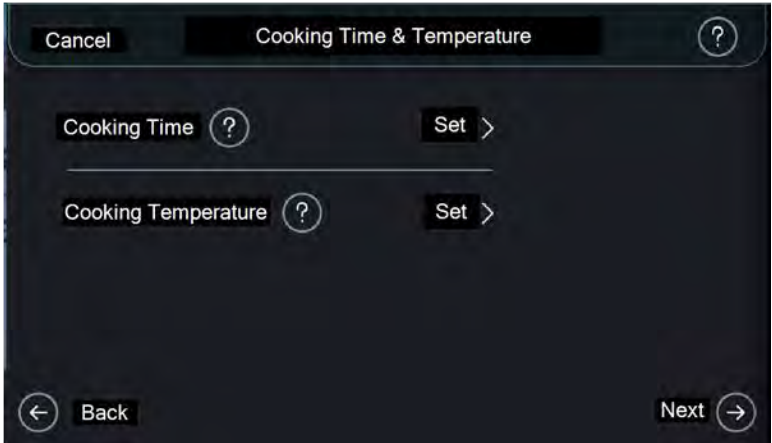 Cancel Cooking Time & Temperature ?
Cooking Time ? Set >
Cooking Temperature ? Set >
← Back Next →